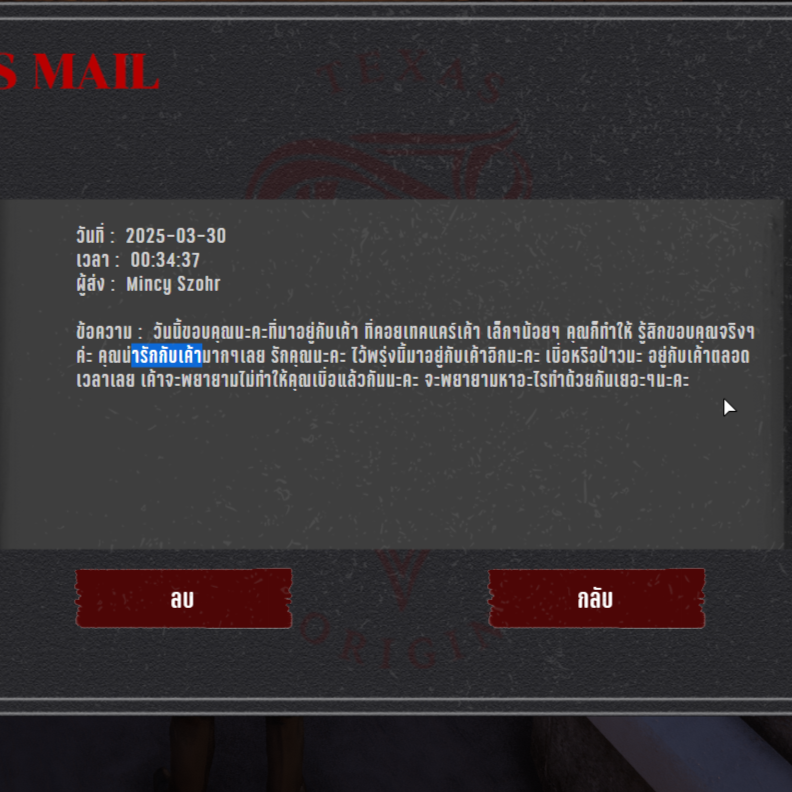 S MAIL
TEXAS
วันที่ : 2025-03-30
เวลา : 00:34:37
ผู้ส่ง : Mincy Szohr
ข้อความ : วันนี้ขอบคุณนะคะที่มาอยู่กับเค้า ที่คอยเทคแคร์เค้า เล็กๆน้อยๆ คุณก็ทำให้ รู้สึกขอบคุณจริงๆ
ค่ะ คุณน่ารักกับเค้ามากๆเลย รักคุณนะคะ ไว้พรุ่งนี้มาอยู่กับเค้าอีกนะคะ เบื่อหรือป่าวนะ อยู่กับเค้าตลอด
เวลาเลย เค้าจะพยายามไม่ทำให้คุณเบื่อแล้วกันนะคะ จะพยายามหาอะไรทำด้วยกันเยอะๆนะคะ
ลบ
กลับ
ORIGIN